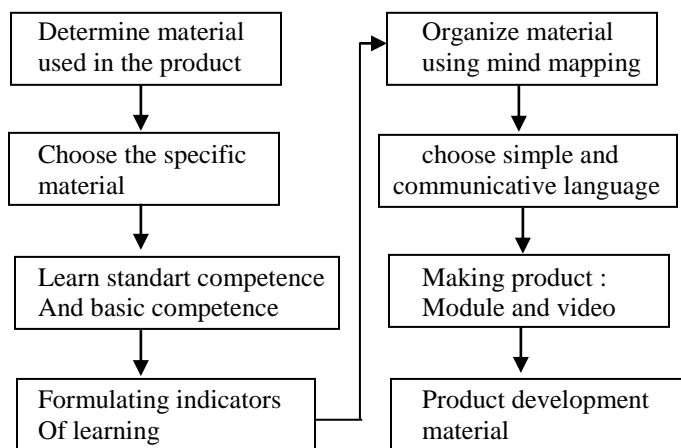 Determine material
used in the product
Choose the specific
material
Learn standart competence
And basic competence
Formulating indicators
Of learning
Organize material
using mind mapping
choose simple and
communicative language
Making product :
Module and video
Product development
material